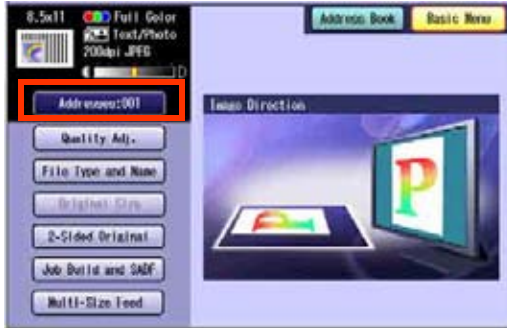 8.5x11 Full Color
Text/Photo
200dpi JPEG
D
Addresses:001
Quality Adj.
File Type and Name
Original Size
2-Sided Original
Job Build and SADF
Multi-Size Feed
Address Book
Basic Menu
Image Direction
P
P